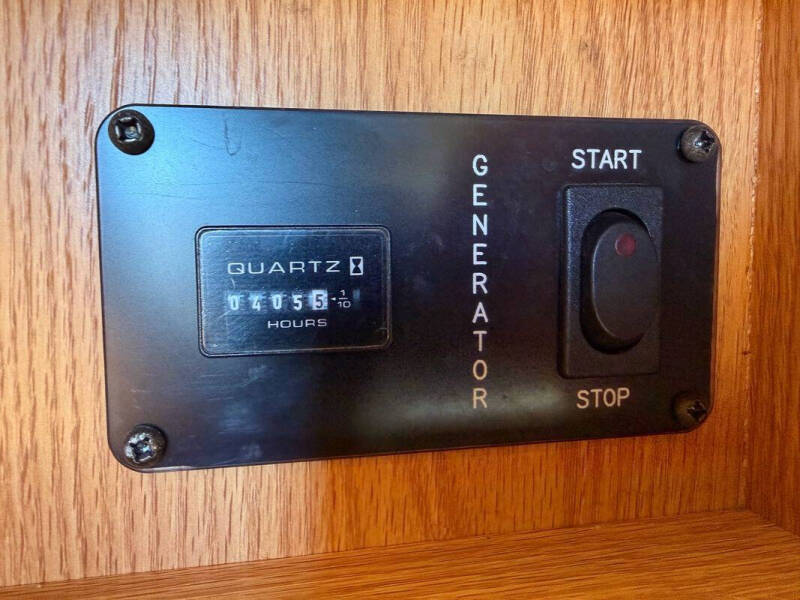 QUARTZ
04055 1/10
HOURS
GENERATOR
START
STOP